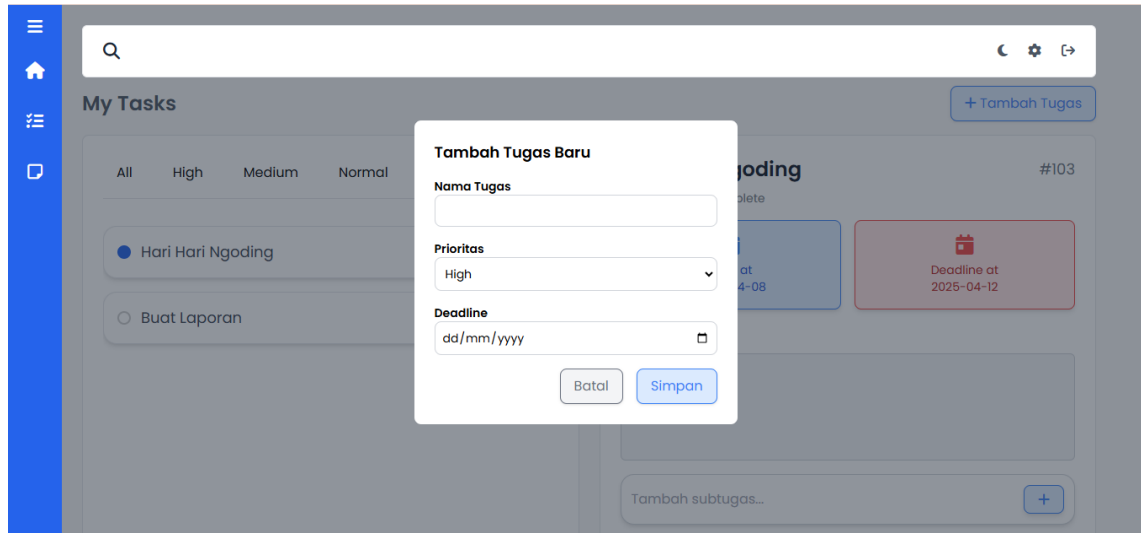 My Tasks
+ Tambah Tugas
All High Medium Normal
Hari Hari Ngoding
Buat Laporan
Tambah Tugas Baru
Nama Tugas
Prioritas
High
Deadline
dd/mm/yyyy
Batal Simpan
goding #103
plete
at
4-08
Deadline at
2025-04-12
Tambah subtugas...
+